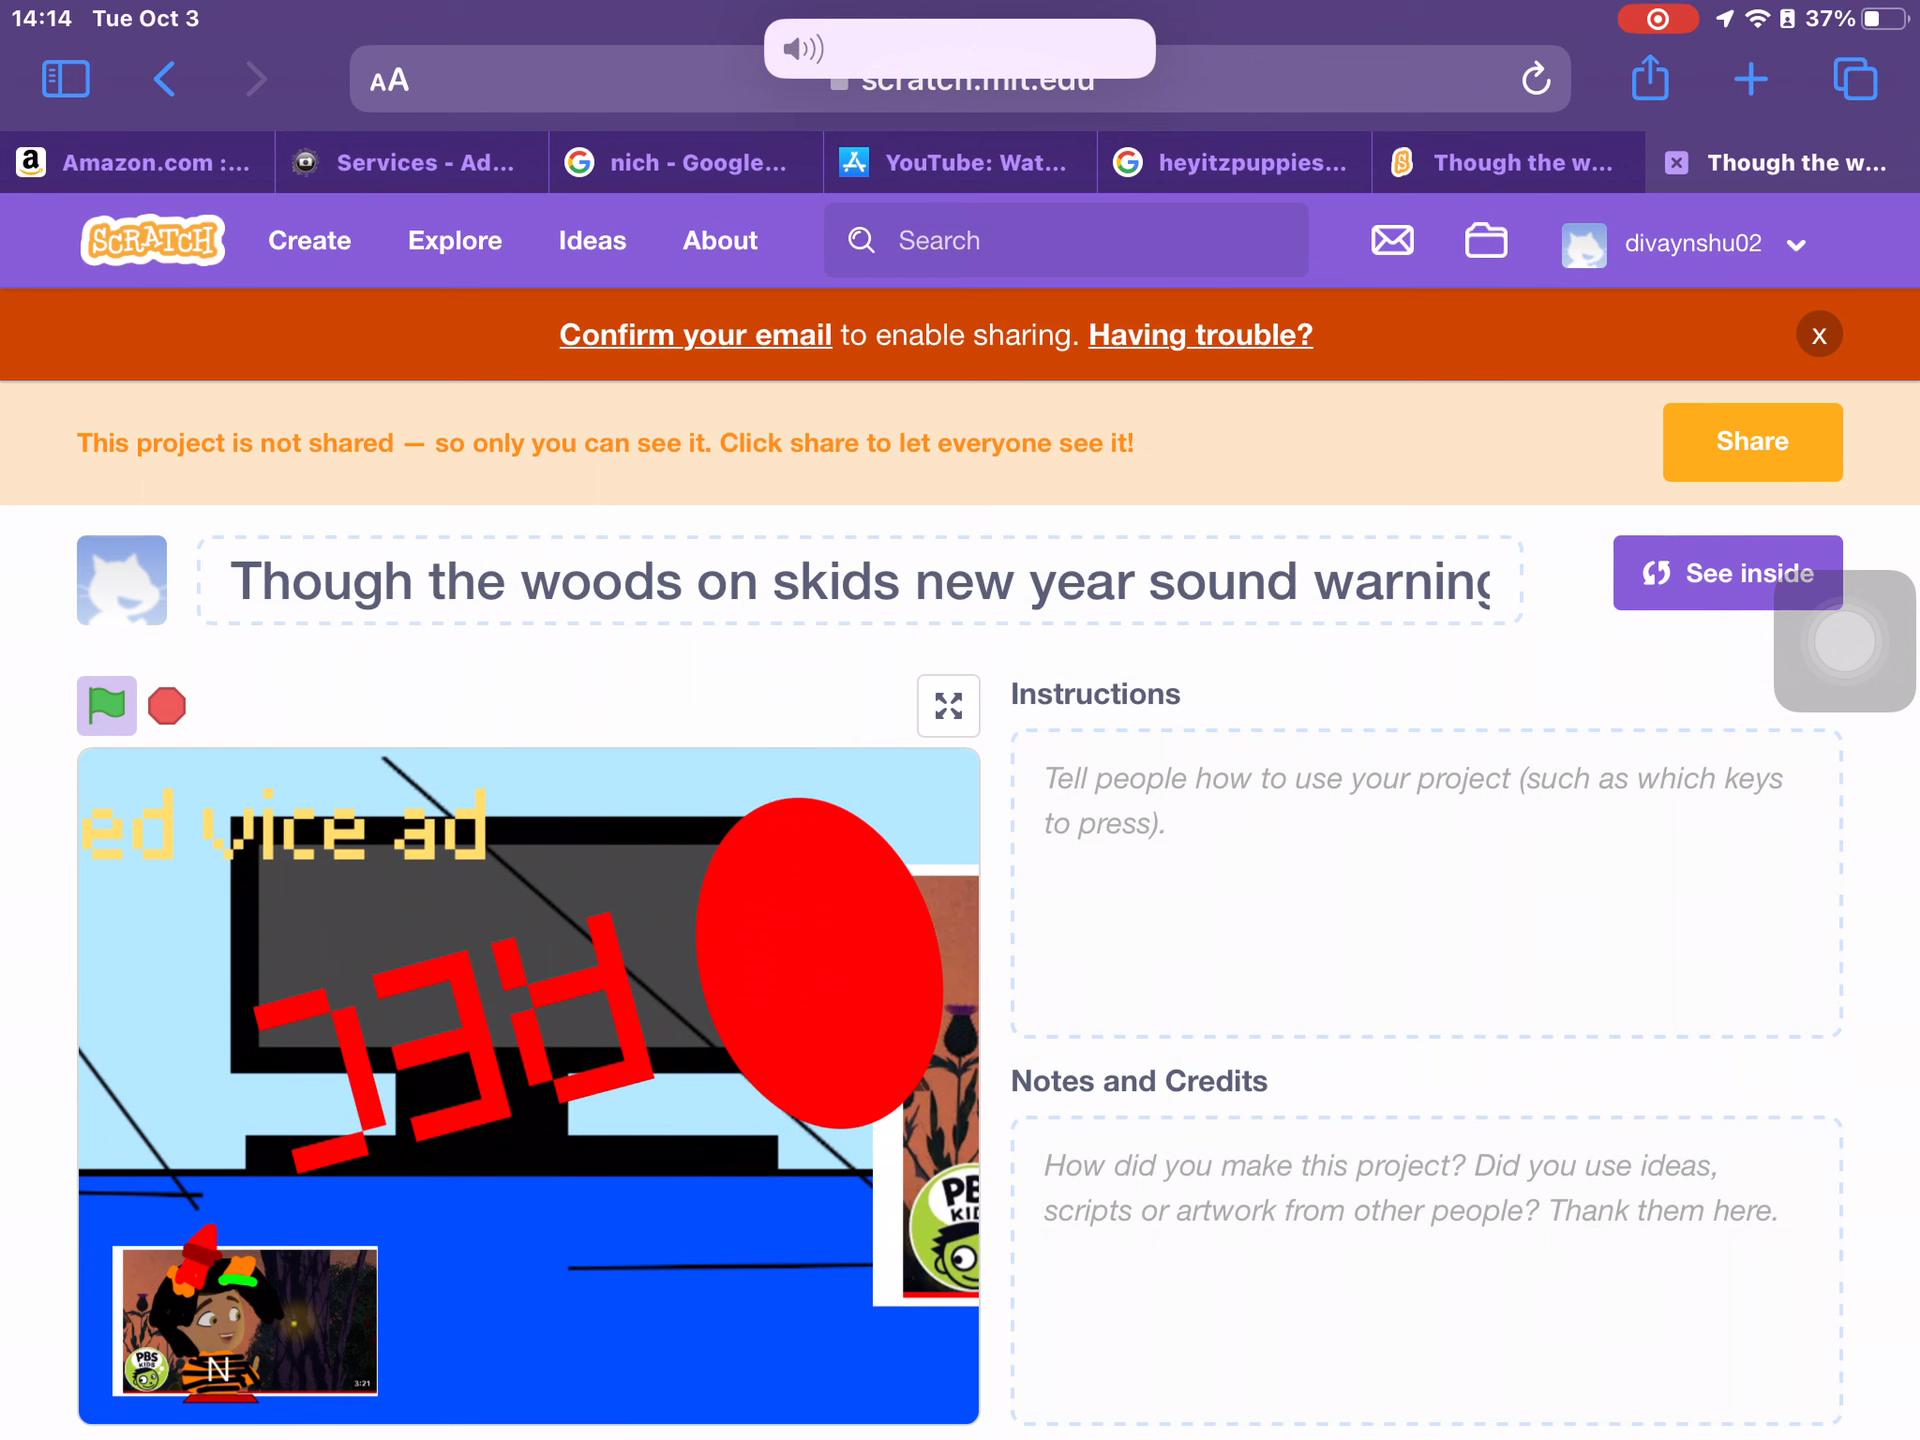 14:14 Tue Oct 3
37%
AA scratch.mit.edu
Amazon.com :...
Services - Ad...
nich - Google...
YouTube: Wat...
heyitzpuppies...
Though the w...
Though the w...
SCRATCH Create Explore Ideas About Search divaynshu02
Confirm your email to enable sharing. Having trouble? x
This project is not shared — so only you can see it. Click share to let everyone see it! Share
Though the woods on skids new year sound warning
See inside
ed vice ad
PBS
KIDS
N
3:21
Instructions
Tell people how to use your project (such as which keys
to press).
Notes and Credits
How did you make this project? Did you use ideas,
scripts or artwork from other people? Thank them here.